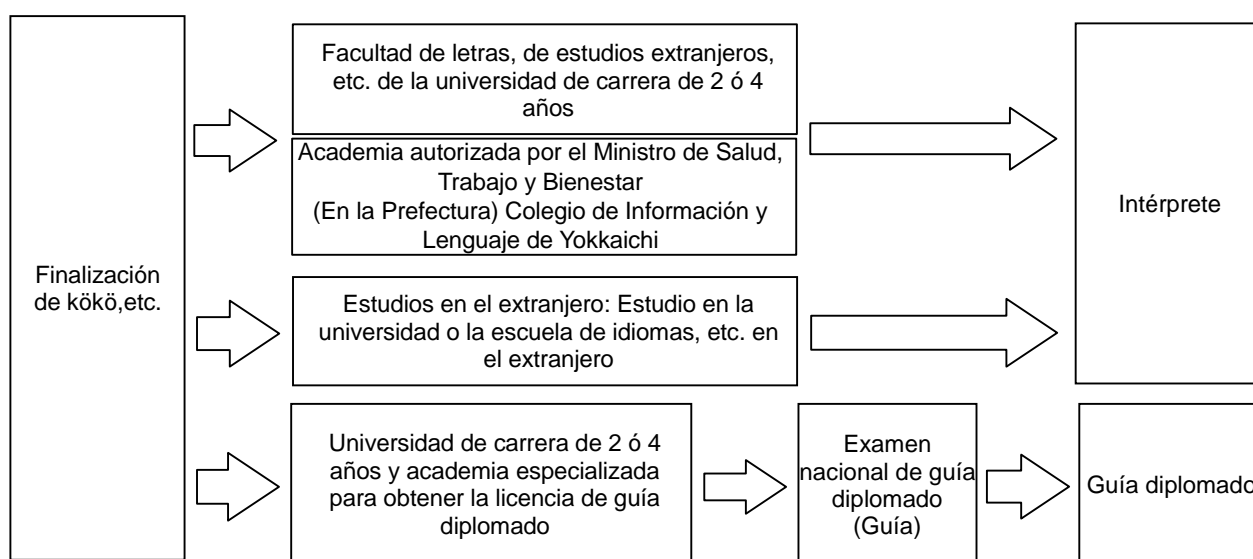 Finalización
de kökö,etc.
Facultad de letras, de estudios extranjeros,
etc. de la universidad de carrera de 2 ó 4
años
Academia autorizada por el Ministro de Salud,
Trabajo y Bienestar
(En la Prefectura) Colegio de Información y
Lenguaje de Yokkaichi
Intérprete
Estudios en el extranjero: Estudio en la
universidad o la escuela de idiomas, etc. en
el extranjero
Universidad de carrera de 2 ó 4
años y academia especializada
para obtener la licencia de guía
diplomado
Examen
nacional de guía
diplomado
(Guía)
Guía diplomado